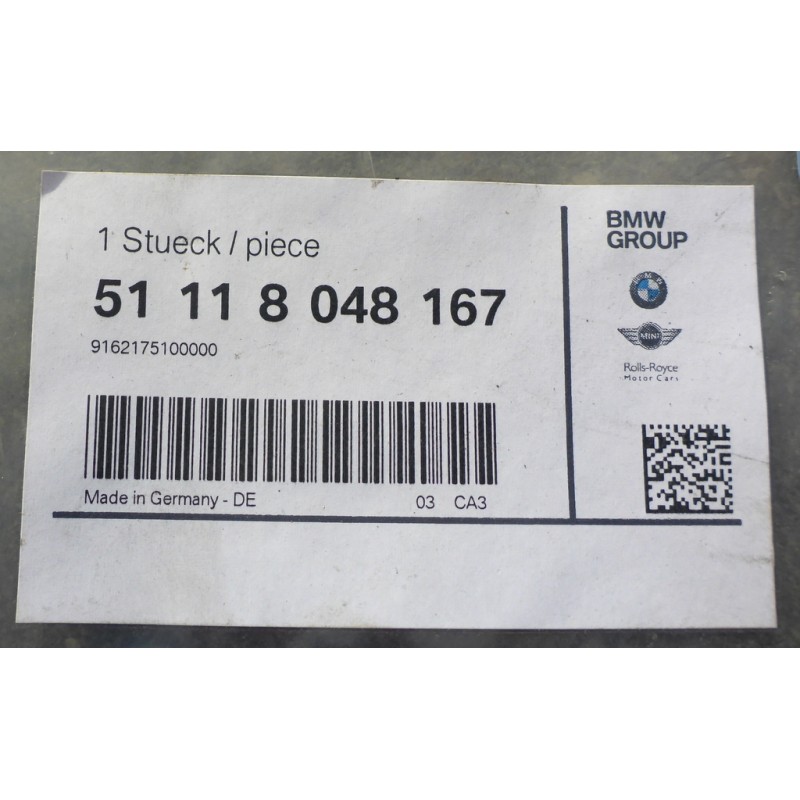 1 Stueck / piece
51 11 8 048 167
9162175100000
Made in Germany - DE
03 CA3
BMW
GROUP
BMW
MINI
Rolls-Royce
Motor Cars